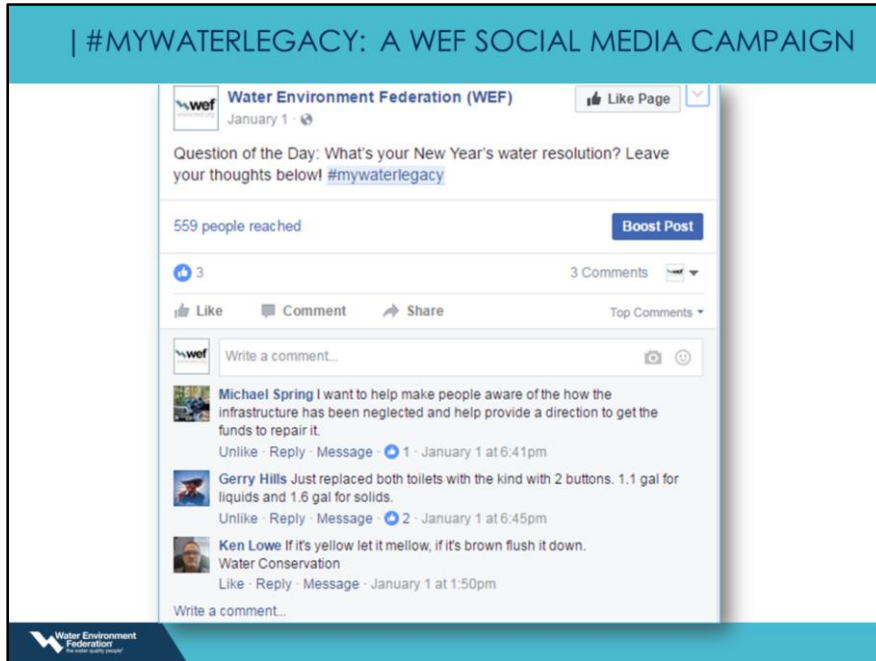 | #MYWATERLEGACY: A WEF SOCIAL MEDIA CAMPAIGN
wef
Water Environment Federation (WEF)
Like Page
January 1 ·
Question of the Day: What's your New Year's water resolution? Leave
your thoughts below! #mywaterlegacy
559 people reached
Boost Post
3
3 Comments
Like
Comment
Share
Top Comments
wef
Write a comment...
Michael Spring I want to help make people aware of the how the
infrastructure has been neglected and help provide a direction to get the
funds to repair it.
Unlike · Reply · Message · 1 · January 1 at 6:41pm
Gerry Hills Just replaced both toilets with the kind with 2 buttons. 1.1 gal for
liquids and 1.6 gal for solids.
Unlike · Reply · Message · 2 · January 1 at 6:45pm
Ken Lowe If it's yellow let it mellow, if it's brown flush it down.
Water Conservation
Like · Reply · Message · January 1 at 1:50pm
Write a comment...
Water Environment
Federation
the water quality people